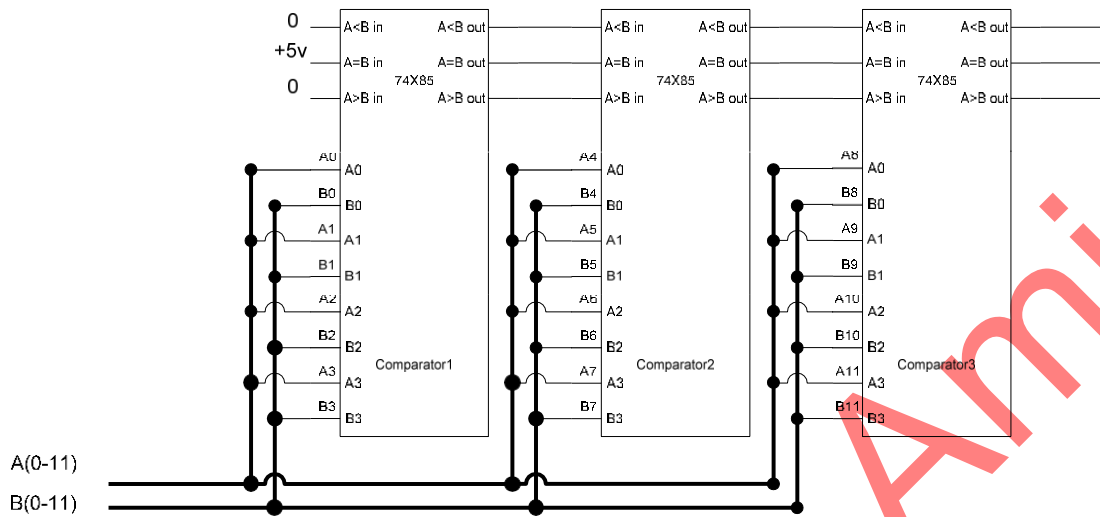 0 A<B in A<B out A<B in A<B out A<B in A<B out
+5v A=B in A=B out A=B in A=B out A=B in A=B out
74X85 74X85 74X85
0 A>B in A>B out A>B in A>B out A>B in A>B out
A0 A4 A8
A0 A0 A0
B0 B4 B8
B0 B0 B0
A1 A5 A9
A1 A1 A1
B1 B5 B9
B1 B1 B1
A2 A6 A10
A2 A2 A2
B2 B6 B10
B2 B2 B2
Comparator1 Comparator2 Comparator3
A3 A7 A11
A3 A3 A3
B3 B7 B11
B3 B3 B3
A(0-11)
B(0-11)
Ami